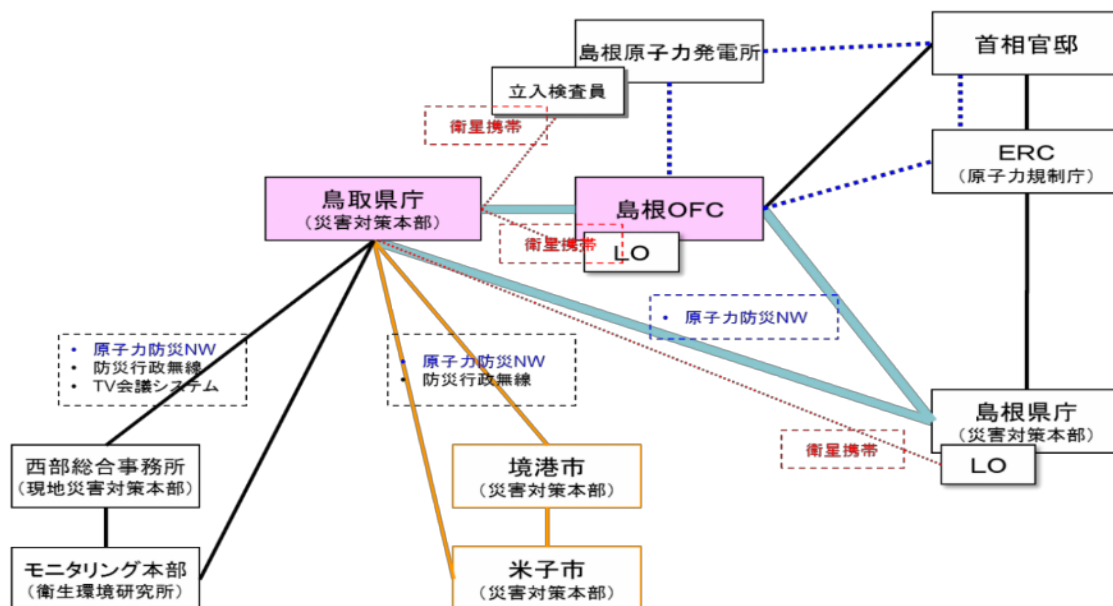 島根原子力発電所
首相官邸
立入検査員
衛星携帯
ERC
(原子力規制庁)
鳥取県庁
(災害対策本部)
島根OFC
衛星携帯
LO
• 原子力防災NW
• 原子力防災NW
• 防災行政無線
• TV会議システム
• 原子力防災NW
• 防災行政無線
島根県庁
(災害対策本部)
衛星携帯
LO
西部総合事務所
(現地災害対策本部)
境港市
(災害対策本部)
モニタリング本部
(衛生環境研究所)
米子市
(災害対策本部)